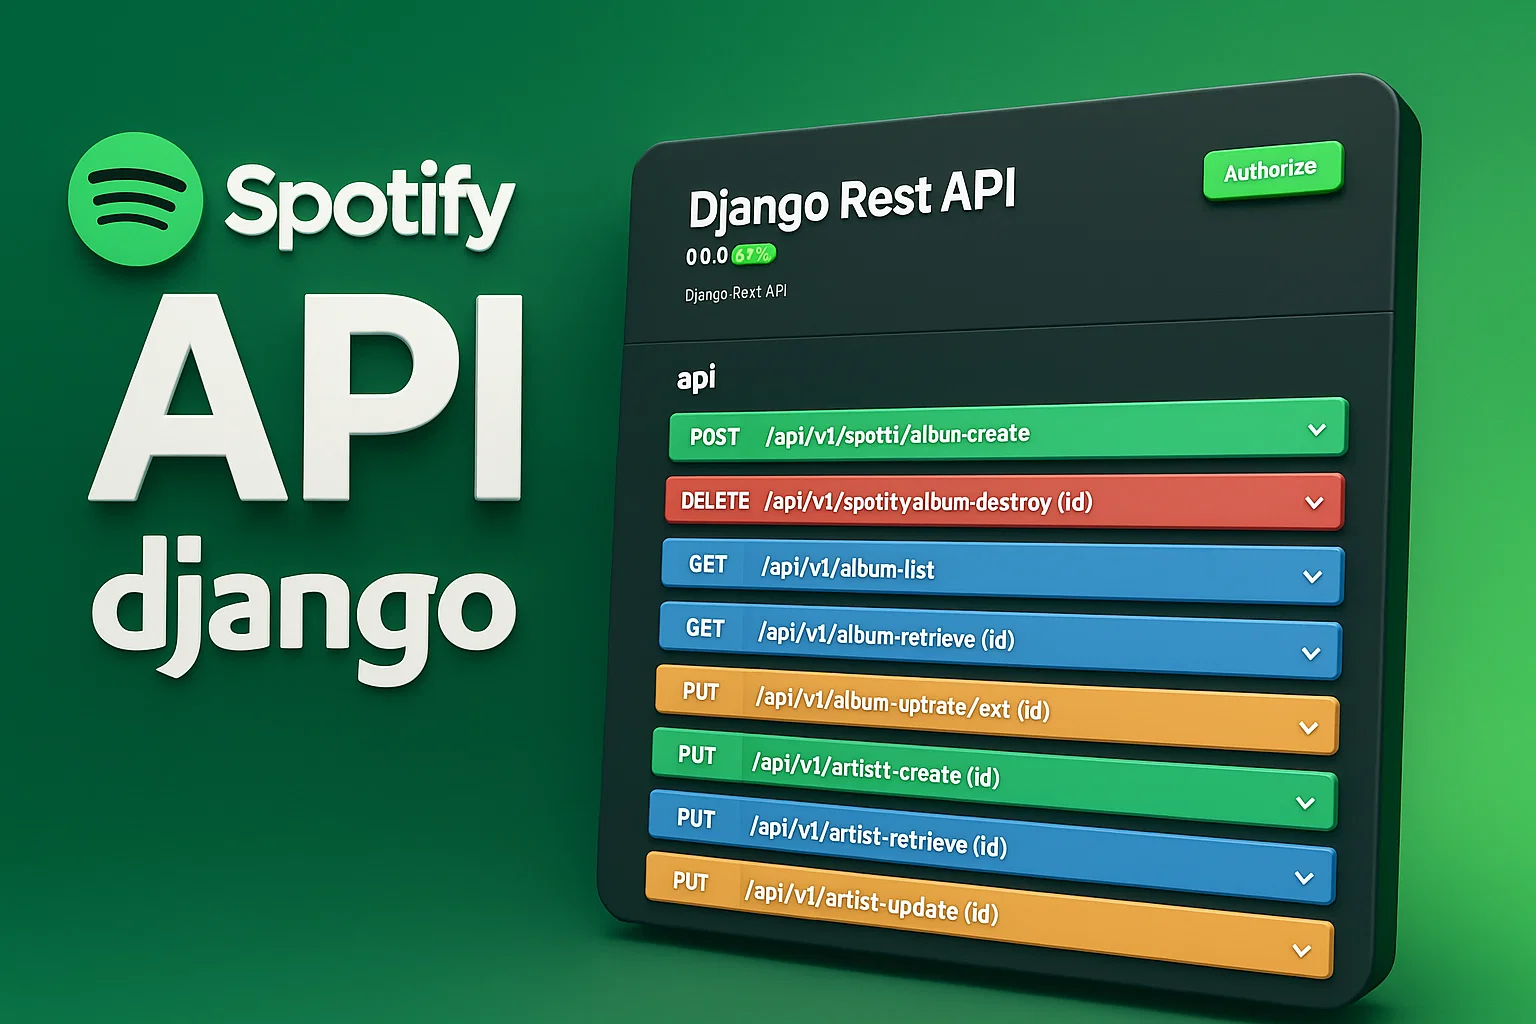 Spotify
API
django
Django Rest API
Authorize
00.0 67%
Django-Rext API
api
POST /api/v1/spotti/albun-create
DELETE /api/v1/spotityalbum-destroy (id)
GET /api/v1/album-list
GET /api/v1/album-retrieve (id)
PUT /api/v1/album-uptrate/ext (id)
PUT /api/v1/artistt-create (id)
PUT /api/v1/artist-retrieve (id)
PUT /api/v1/artist-update (id)